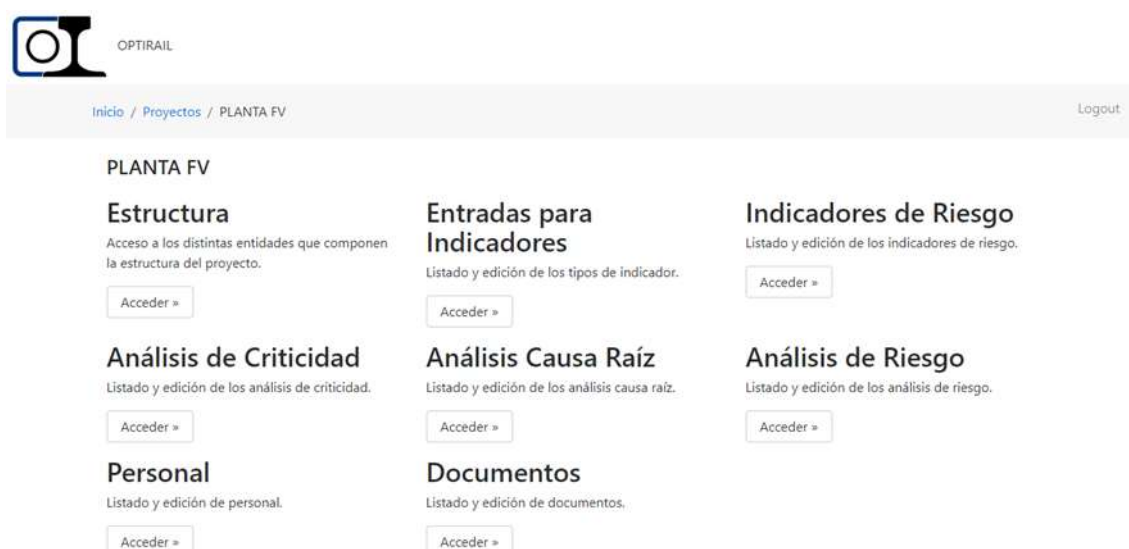 OPTIRAIL
Inicio / Proyectos / PLANTA FV
Logout
PLANTA FV
Estructura
Acceso a los distintas entidades que componen
la estructura del proyecto.
Acceder »
Entradas para
Indicadores
Listado y edición de los tipos de indicador.
Acceder »
Indicadores de Riesgo
Listado y edición de los indicadores de riesgo.
Acceder »
Análisis de Criticidad
Listado y edición de los análisis de criticidad.
Acceder »
Análisis Causa Raíz
Listado y edición de los análisis causa raíz.
Acceder »
Análisis de Riesgo
Listado y edición de los análisis de riesgo.
Acceder »
Personal
Listado y edición de personal.
Acceder »
Documentos
Listado y edición de documentos.
Acceder »